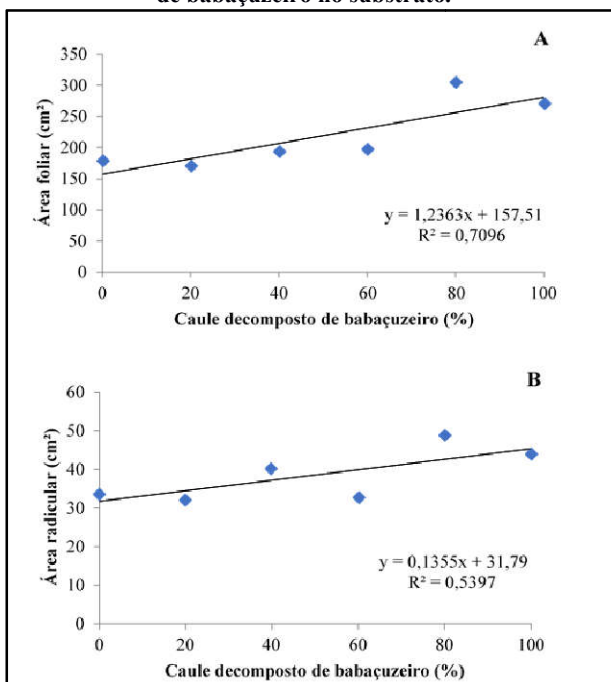 de babaçuzeiro no substrato.
A
350
300
250
200
150
100
50
0
Área foliar (cm²)
y = 1,2363x + 157,51
R² = 0,7096
0 20 40 60 80 100
Caule decomposto de babaçuzeiro (%)
B
60
50
40
30
20
10
0
Área radicular (cm²)
y = 0,1355x + 31,79
R² = 0,5397
0 20 40 60 80 100
Caule decomposto de babaçuzeiro (%)